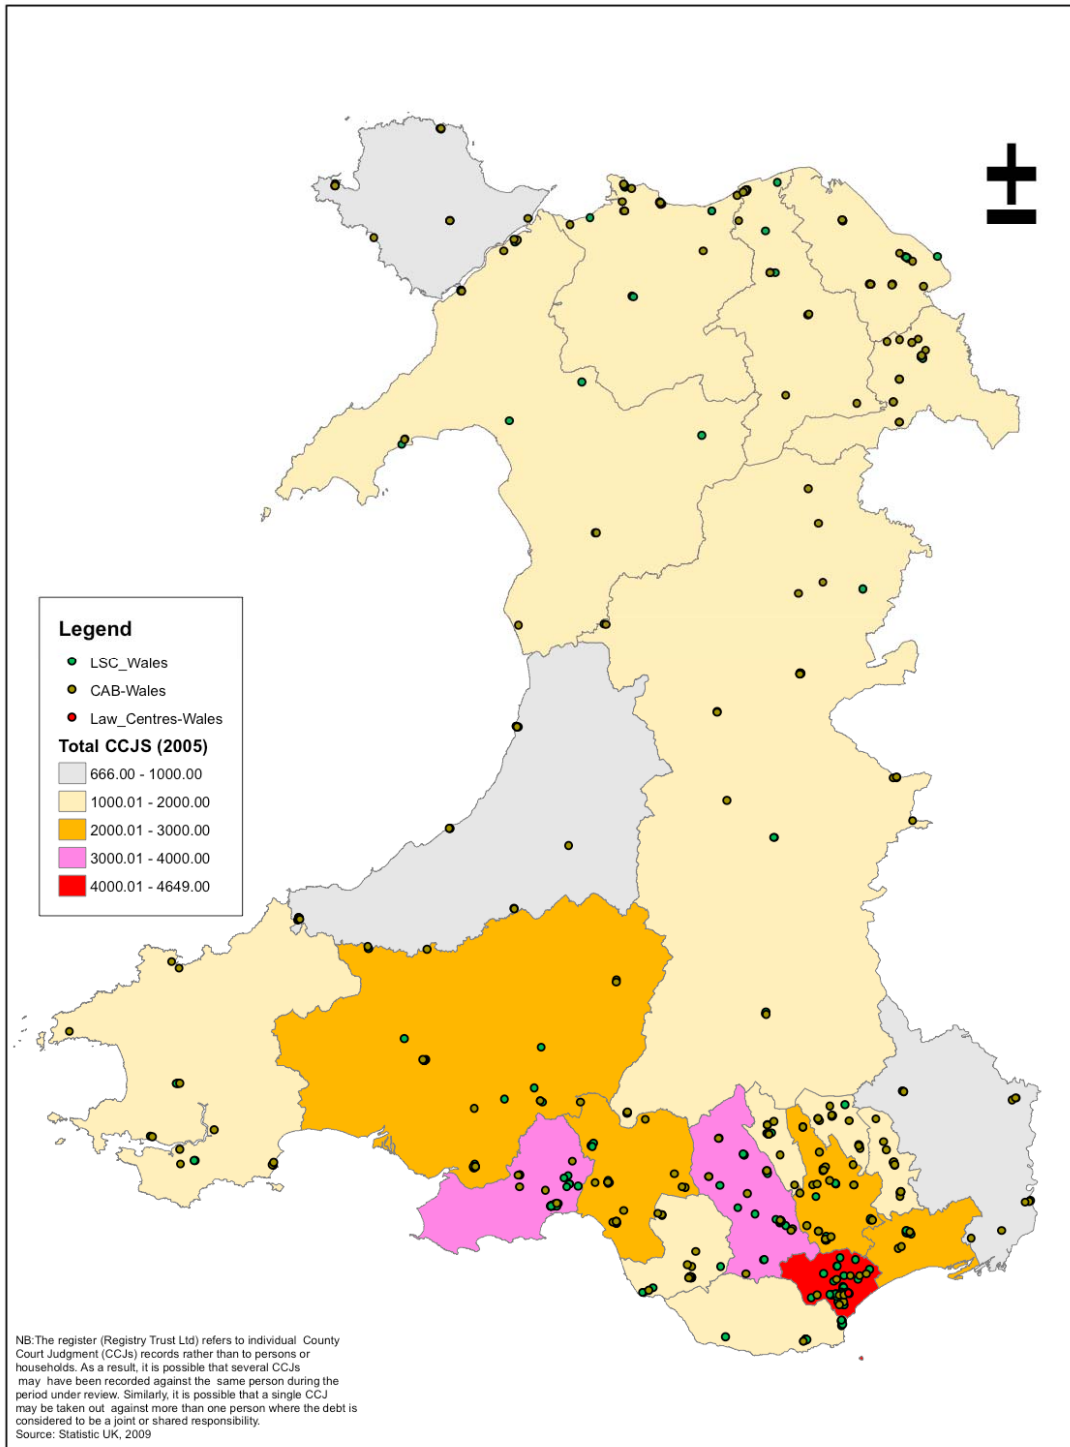 Legend
LSC_Wales
CAB-Wales
Law_Centres-Wales
Total CCJS (2005)
666.00 - 1000.00
1000.01 - 2000.00
2000.01 - 3000.00
3000.01 - 4000.00
4000.01 - 4649.00
NB:The register (Registry Trust Ltd) refers to individual County
Court Judgment (CCJs) records rather than to persons or
households. As a result, it is possible that several CCJs
may have been recorded against the same person during the
period under review. Similarly, it is possible that a single CCJ
may be taken out against more than one person where the debt is
considered to be a joint or shared responsibility.
Source: Statistic UK, 2009